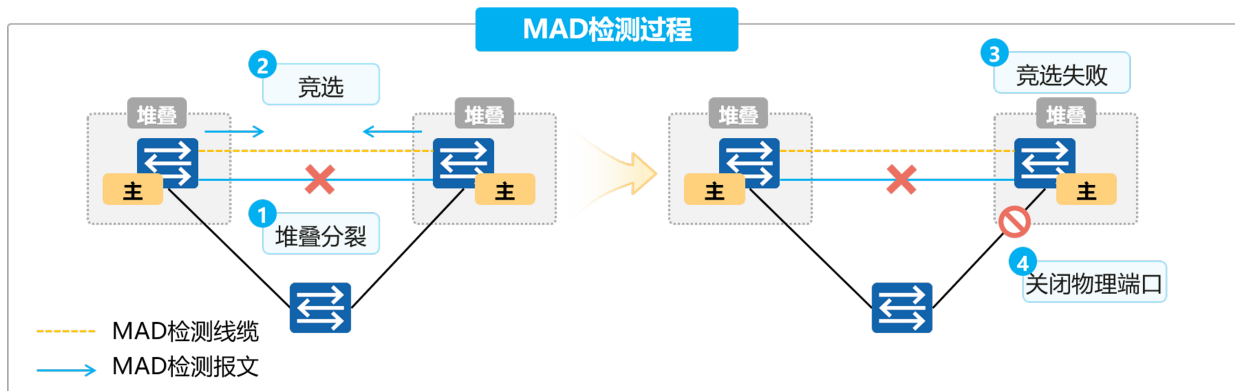 MAD检测过程
2
竞选
堆叠
堆叠
主
主
1
堆叠分裂
3
竞选失败
堆叠
堆叠
主
主
4
关闭物理端口
MAD检测线缆
MAD检测报文